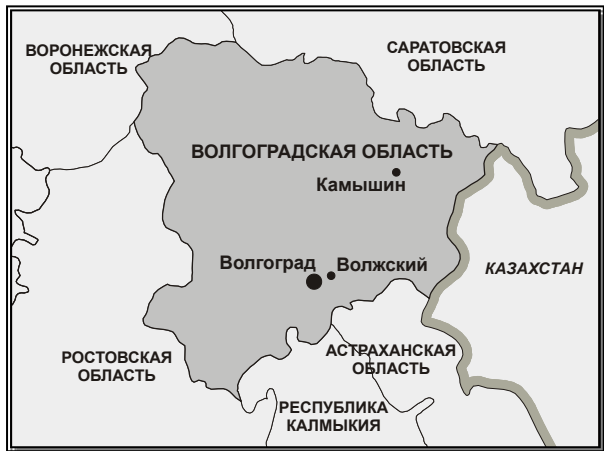 ВОРОНЕЖСКАЯ
ОБЛАСТЬ
САРАТОВСКАЯ
ОБЛАСТЬ
ВОЛГОГРАДСКАЯ ОБЛАСТЬ
Камышин
Волгоград
Волжский
КАЗАХСТАН
РОСТОВСКАЯ
ОБЛАСТЬ
АСТРАХАНСКАЯ
ОБЛАСТЬ
РЕСПУБЛИКА
КАЛМЫКИЯ